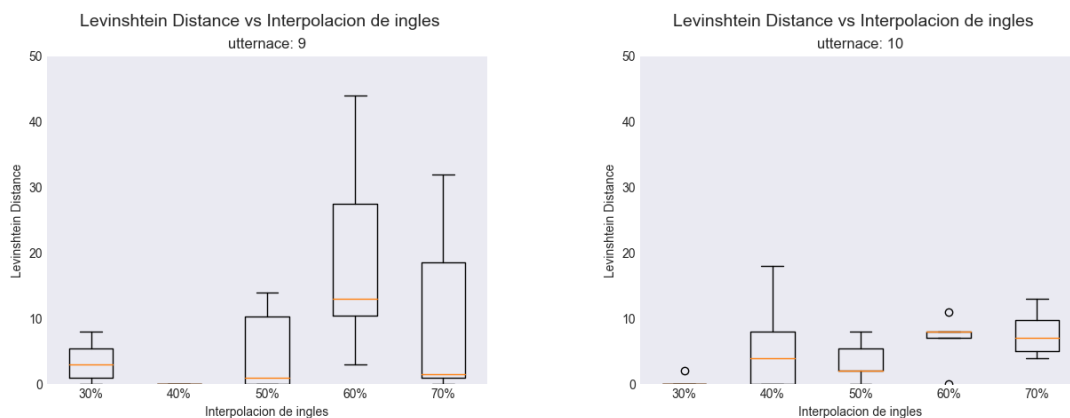 Levinshtein Distance vs Interpolacion de ingles
utternace: 9
50
40
30
20
10
0
Levinshtein Distance
30% 40% 50% 60% 70%
Interpolacion de ingles
Levinshtein Distance vs Interpolacion de ingles
utternace: 10
50
40
30
20
10
0
Levinshtein Distance
30% 40% 50% 60% 70%
Interpolacion de ingles